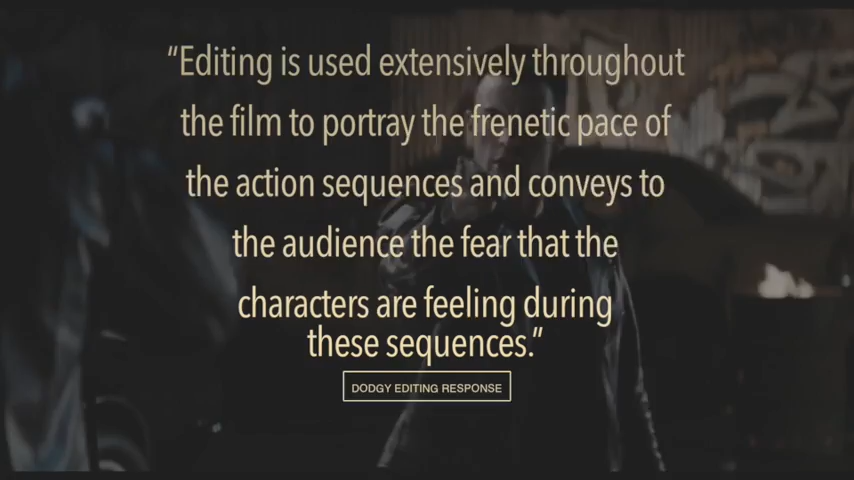 “Editing is used extensively throughout
the film to portray the frenetic pace of
the action sequences and conveys to
the audience the fear that the
characters are feeling during
these sequences.”
DODGY EDITING RESPONSE